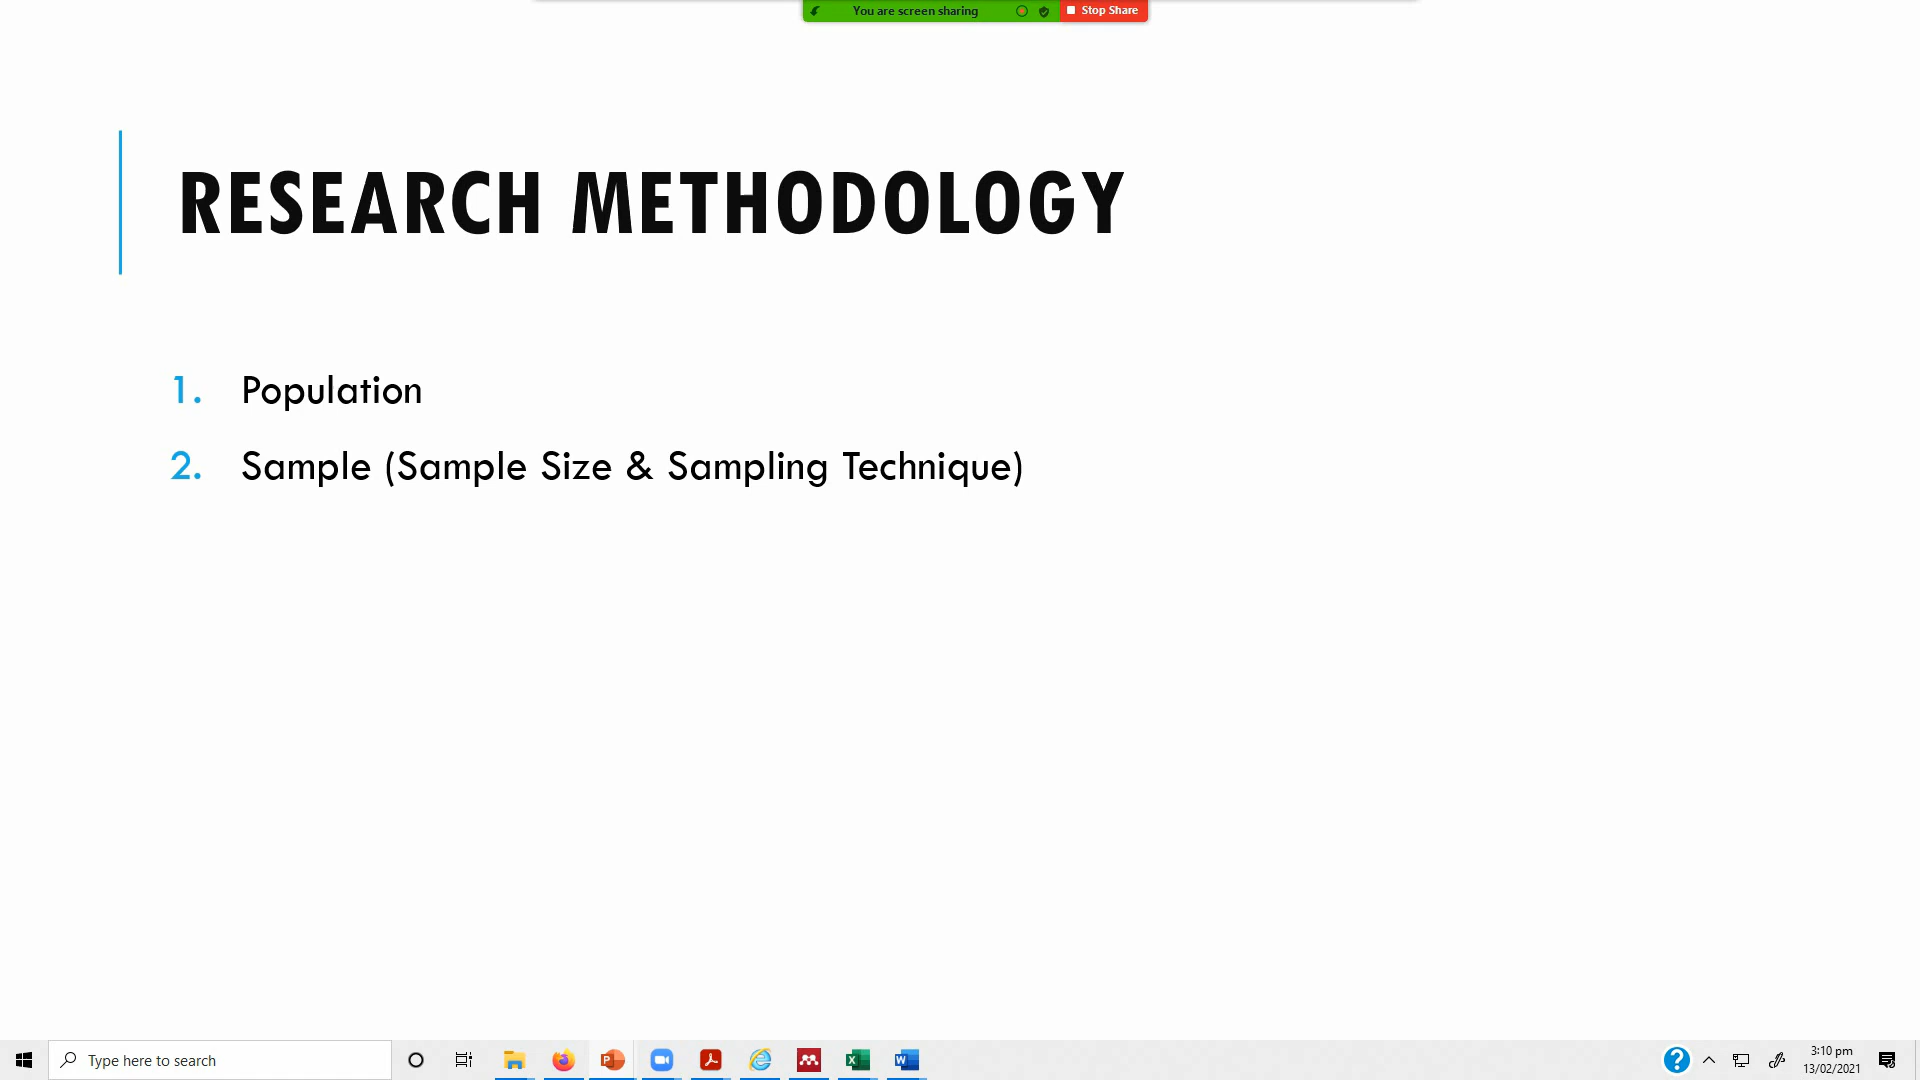 You are screen sharing
Stop Share
RESEARCH METHODOLOGY
1. Population
2. Sample (Sample Size & Sampling Technique)
Type here to search
3:10 pm
13/02/2021